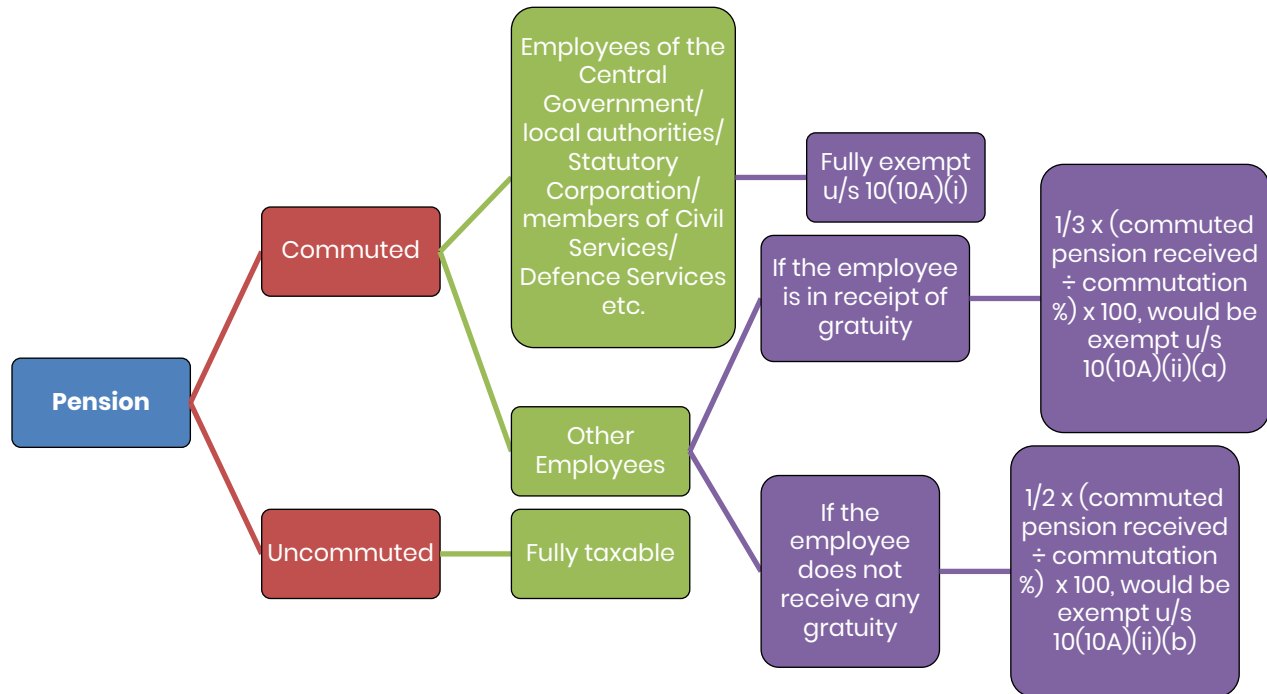 Pension
Commuted
Uncommuted
Employees of the
Central
Government/
local authorities/
Statutory
Corporation/
members of Civil
Services/
Defence Services
etc.
Other
Employees
Fully taxable
Fully exempt
u/s 10(10A)(i)
If the employee
is in receipt of
gratuity
If the
employee
does not
receive any
gratuity
1/3 x (commuted
pension received
÷ commutation
%) x 100, would be
exempt u/s
10(10A)(ii)(a)
1/2 x (commuted
pension received
÷ commutation
%)  x 100, would be
exempt u/s
10(10A)(ii)(b)